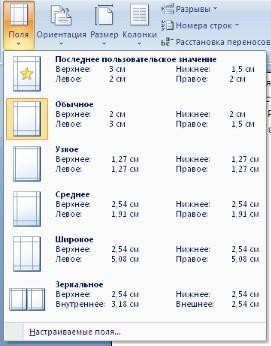 Поля Ориентация Размер Колонки
Разрывы
Номера строк
Расстановка переносов
Последнее пользовательское значение
Верхнее: 3 см Нижнее: 1,5 см
Левое: 2 см Правое: 2 см
Обычное
Верхнее: 2 см Нижнее: 2 см
Левое: 3 см Правое: 1,5 см
Узкое
Верхнее: 1,27 см Нижнее: 1,27 см
Левое: 1,27 см Правое: 1,27 см
Среднее
Верхнее: 2,54 см Нижнее: 2,54 см
Левое: 1,91 см Правое: 1,91 см
Широкое
Верхнее: 2,54 см Нижнее: 2,54 см
Левое: 5,08 см Правое: 5,08 см
Зеркальное
Верхнее: 2,54 см Нижнее: 2,54 см
Внутреннее: 3,18 см Внешнее: 2,54 см
Настраиваемые поля...